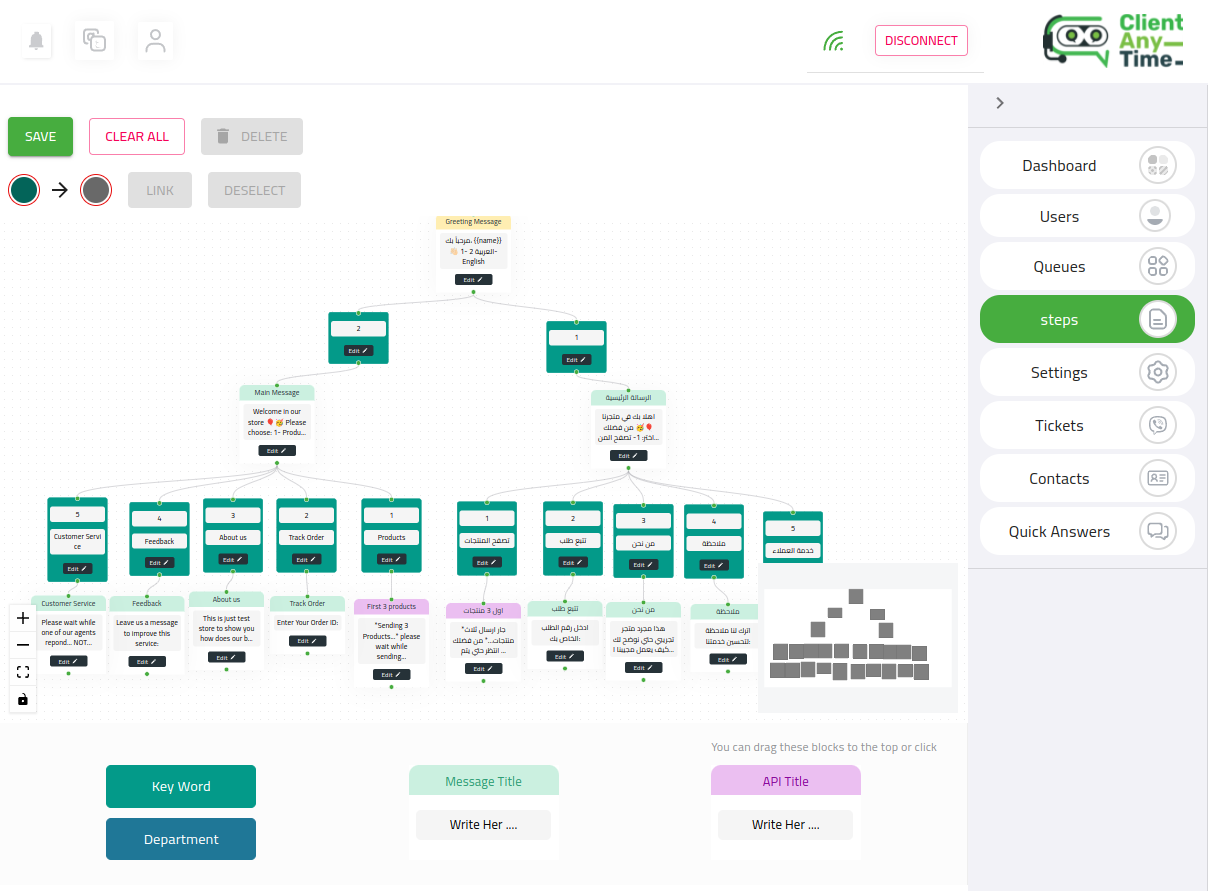 DISCONNECT
Client
Any
Time
SAVE
CLEAR ALL
DELETE
LINK
DESELECT
Dashboard
Users
Queues
steps
Settings
Tickets
Contacts
Quick Answers
Greeting Message
مرحباً بك، {{name}}
👋🏻 العربية 2 -1-
English
Edit
2
Edit
1
Edit
Main Message
Welcome in our
store 🎈🥳 Please
choose: 1- Produ...
Edit
الرسالة الرئيسية
اهلا بك في متجرنا
🎈🥳 من فضلك
اختر: 1- تصفح المن...
Edit
5
Customer Servi
ce
Edit
4
Feedback
Edit
3
About us
Edit
2
Track Order
Edit
1
Products
Edit
1
تصفح المنتجات
Edit
2
تتبع طلب
Edit
3
من نحن
Edit
4
ملاحظة
Edit
5
خدمة العملاء
Customer Service
Please wait while
one of our agents
repond... NOT...
Edit
Feedback
Leave us a message
to improve this
service:
Edit
About us
This is just test
store to show you
how does our b...
Edit
Track Order
Enter Your Order ID:
Edit
First 3 products
"Sending 3
Products..." please
wait while
sending...
Edit
اول 3 منتجات
جار ارسال ثلاث"
منتجات..." من فضلك
انتظر حتى يتم ...
Edit
تتبع طلب
ادخل رقم الطلب
الخاص بك:
Edit
من نحن
هذا مجرد متجر
تجريبي حتي نوضح لك
كيف يعمل مجيبنا ا...
Edit
ملاحظة
اترك لنا ملاحظة
لتحسين خدمتنا:
Edit
You can drag these blocks to the top or click
Key Word
Department
Message Title
Write Her ....
API Title
Write Her ....